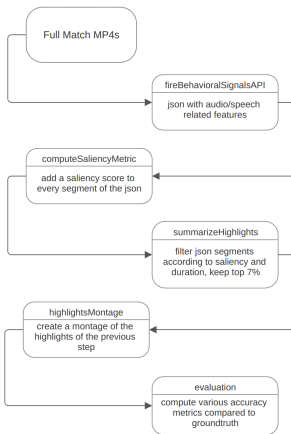 Full Match MP4s
fireBehavioralSignalsAPI
json with audio/speech
related features
computeSaliencyMetric
add a saliency score to
every segment of the json
summarizeHighlights
filter json segments
according to saliency and
duration, keep top 7%
highlightsMontage
create a montage of the
highlights of the previous
step
evaluation
compute various accuracy
metrics compared to
groundtruth